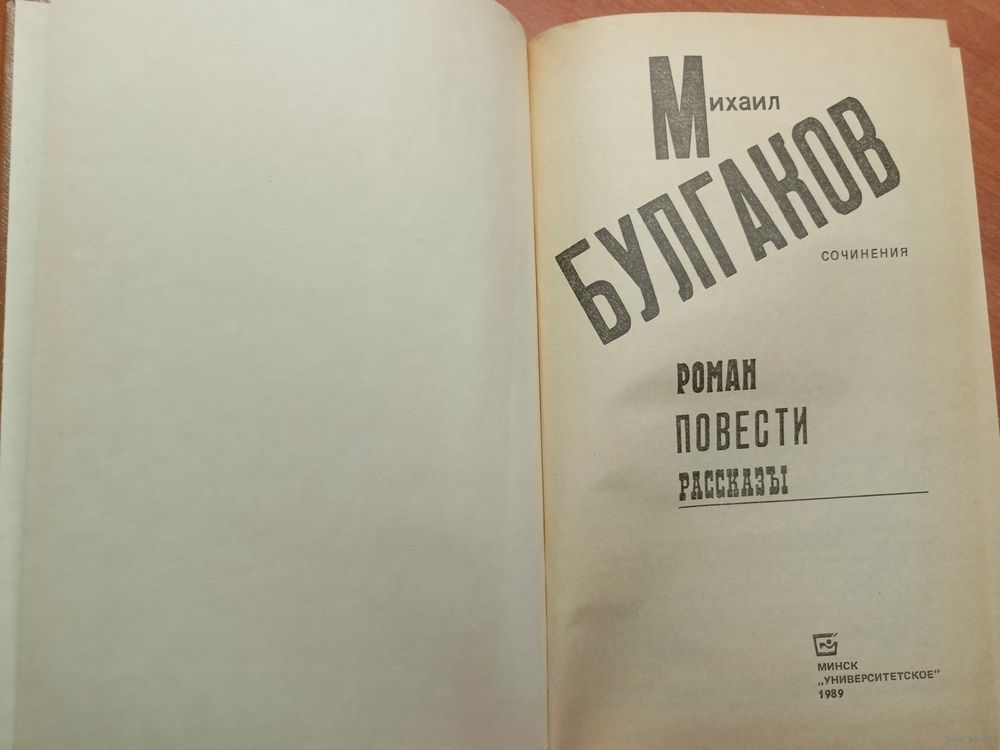 Михаил
БУЛГАКОВ
СОЧИНЕНИЯ
РОМАН
ПОВЕСТИ
РАССКАЗЫ
МИНСК
„УНИВЕРСИТЕТСКОЕ"
1989